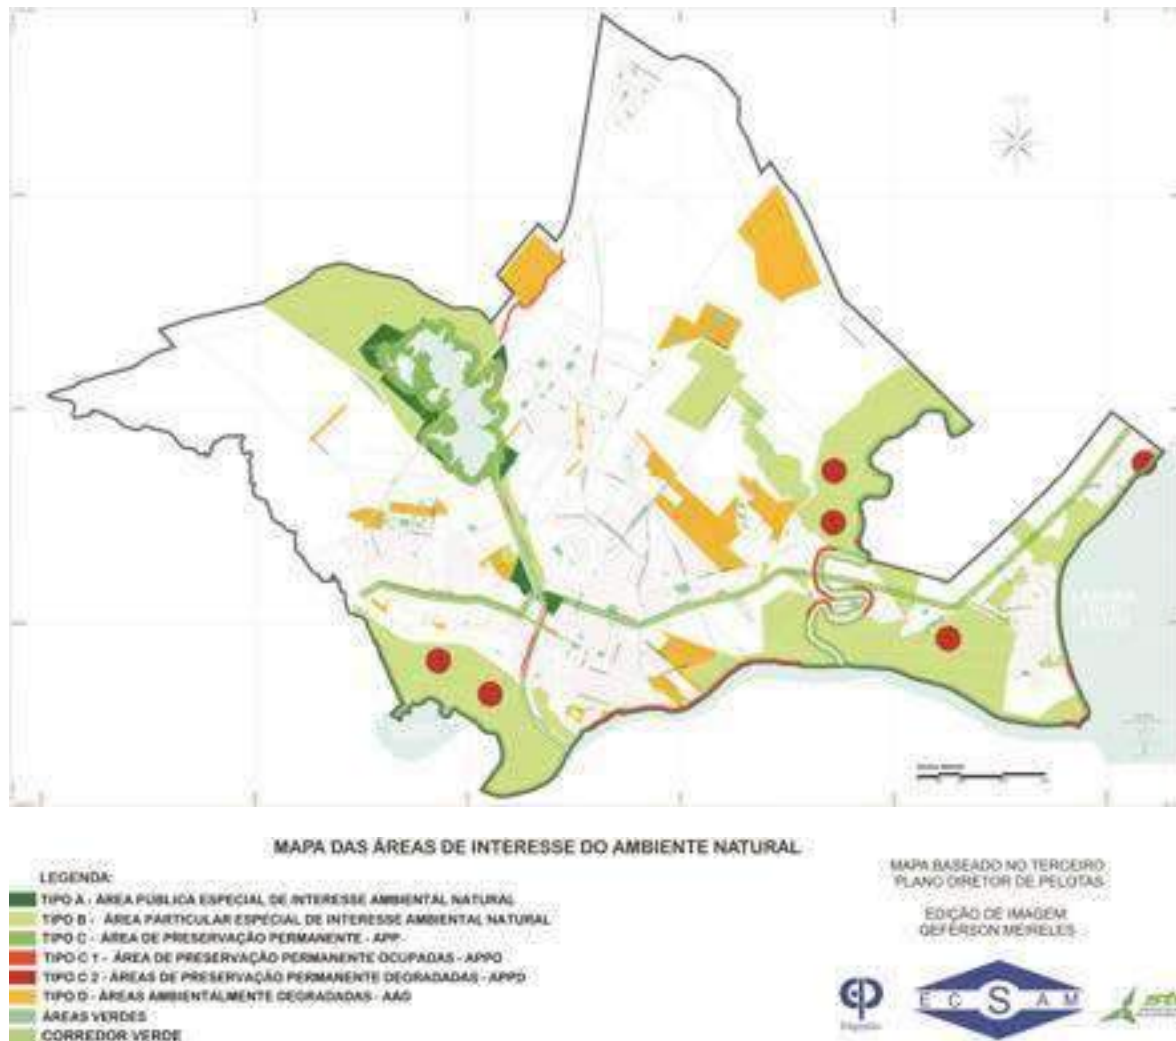 MAPA DAS ÁREAS DE INTERESSE DO AMBIENTE NATURAL
LEGENDA:
TIPO A - ÁREA PÚBLICA ESPECIAL DE INTERESSE AMBIENTAL NATURAL
TIPO B - ÁREA PARTICULAR ESPECIAL DE INTERESSE AMBIENTAL NATURAL
TIPO C - ÁREA DE PRESERVAÇÃO PERMANENTE - APP
TIPO C 1 - ÁREA DE PRESERVAÇÃO PERMANENTE OCUPADAS - APPO
TIPO C 2 - ÁREAS DE PRESERVAÇÃO PERMANENTE DEGRADADAS - APPD
TIPO D - ÁREAS AMBIENTALMENTE DEGRADADAS - AAD
ÁREAS VERDES
CORREDOR VERDE
MAPA BASEADO NO TERCEIRO
PLANO DIRETOR DE PELOTAS
EDIÇÃO DE IMAGEM
GEFERSON MEIRELES
ECSAM